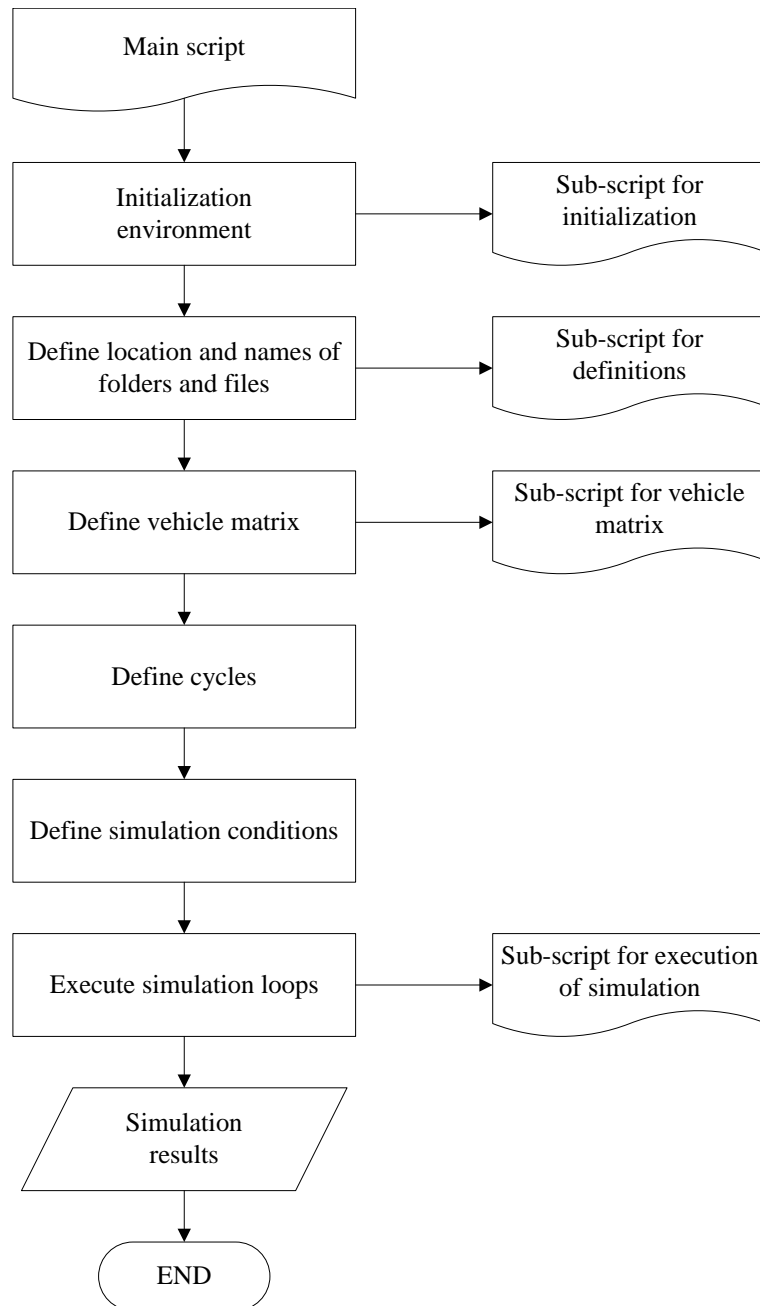 Main script
Initialization
environment
Sub-script for
initialization
Define location and names of
folders and files
Sub-script for
definitions
Define vehicle matrix
Sub-script for vehicle
matrix
Define cycles
Define simulation conditions
Execute simulation loops
Sub-script for execution
of simulation
Simulation
results
END